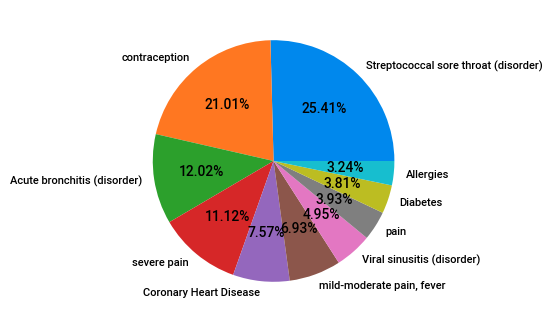 contraception
Streptococcal sore throat (disorder)
25.41%
21.01%
12.02%
Acute bronchitis (disorder)
11.12%
severe pain
7.57%
Coronary Heart Disease
6.93%
mild-moderate pain, fever
4.95%
Viral sinusitis (disorder)
3.93%
pain
3.81%
Diabetes
3.24%
Allergies